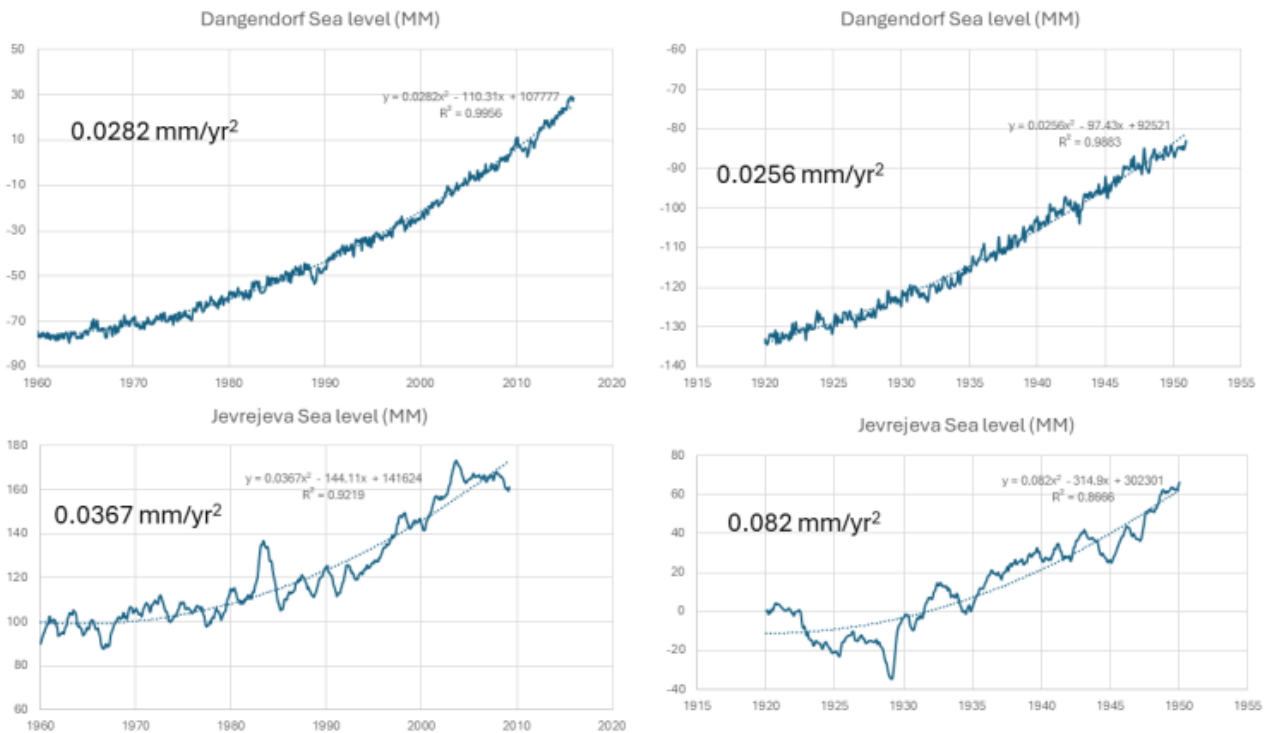 Dangendorf Sea level (MM)
50
30
10
-10
-30
-50
-70
-90
y = 0.0282x² - 110.31x + 107777
R² = 0.9956
0.0282 mm/yr²
1960 1970 1980 1990 2000 2010 2020
Dangendorf Sea level (MM)
-60
-70
-80
-90
-100
-110
-120
-130
-140
y = 0.0256x² - 97.43x + 92521
R² = 0.9883
0.0256 mm/yr²
1915 1920 1925 1930 1935 1940 1945 1950 1955
Jevrejeva Sea level (MM)
180
160
140
120
100
80
60
y = 0.0367x² - 144.11x + 141624
R² = 0.9219
0.0367 mm/yr²
1960 1970 1980 1990 2000 2010 2020
Jevrejeva Sea level (MM)
80
60
40
20
0
-20
-40
y = 0.082x² - 314.9x + 302301
R² = 0.8666
0.082 mm/yr²
1915 1920 1930 1935 1940 1945 1950 1955